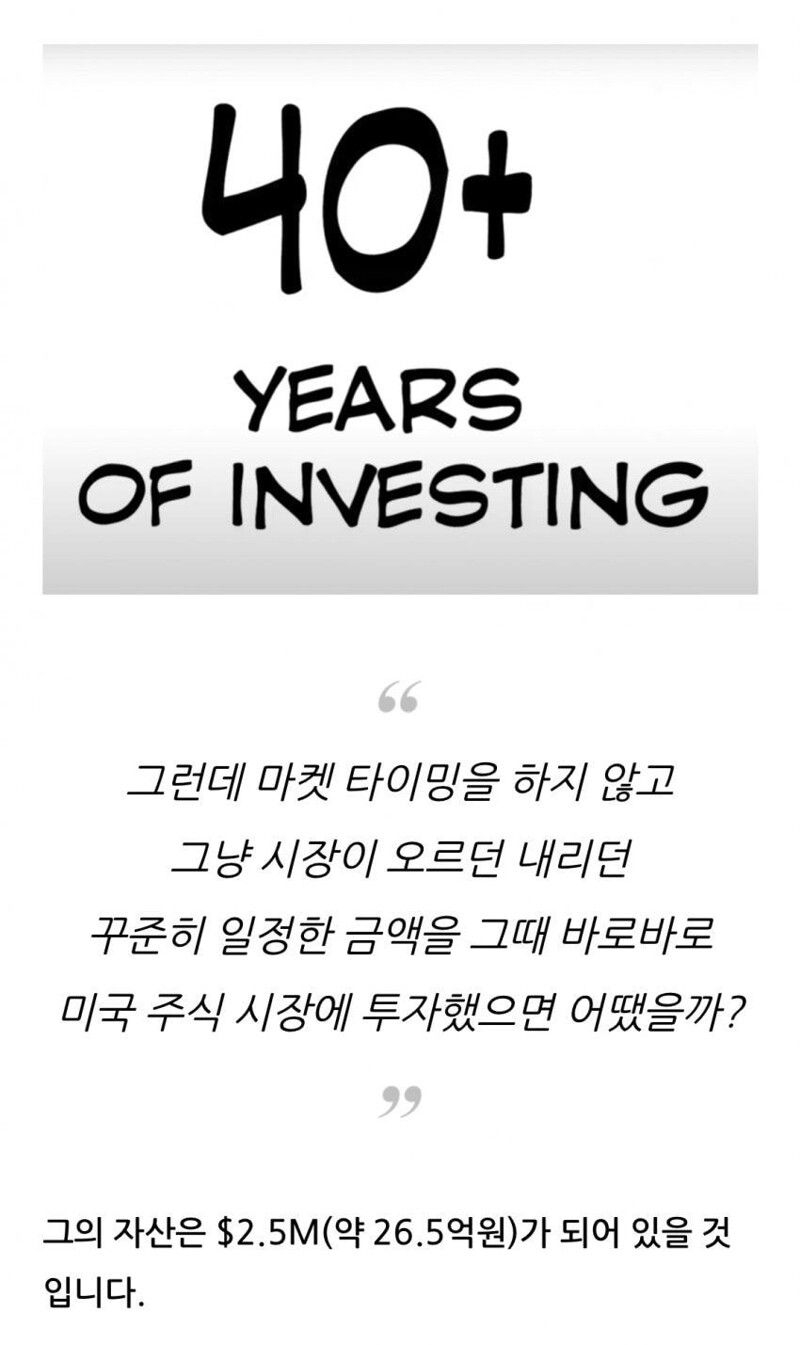 40+
YEARS
OF INVESTING
“
그런데 마켓 타이밍을 하지 않고
그냥 시장이 오르던 내리던
꾸준히 일정한 금액을 그때 바로바로
미국 주식 시장에 투자했으면 어땠을까?
”
그의 자산은 $2.5M(약 26.5억원)가 되어 있을 것
입니다.